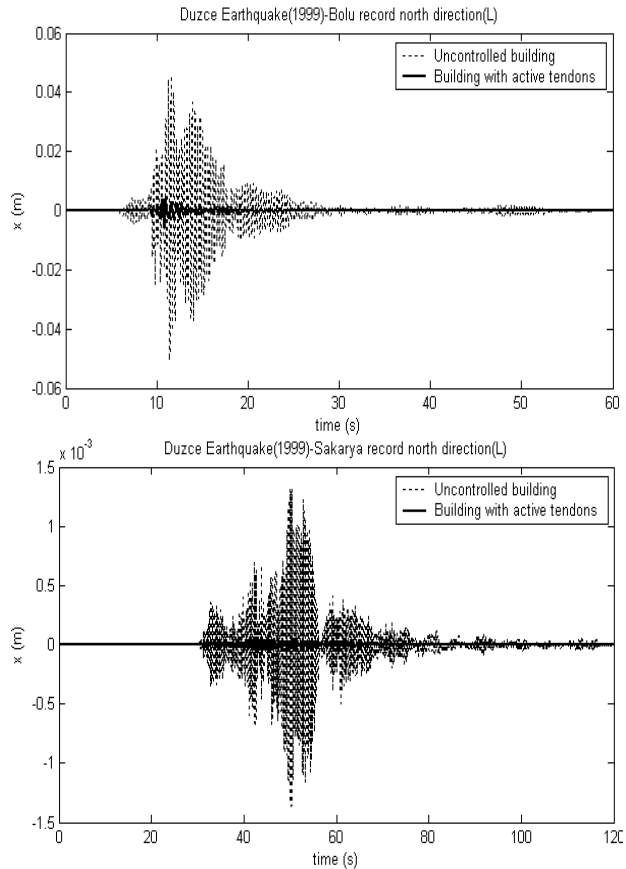 Duzce Earthquake(1999)-Bolu record north direction(L)
0.06
0.04
0.02
0
-0.02
-0.04
-0.06
x (m)
Uncontrolled building
Building with active tendons
0 10 20 30 40 50 60
time (s)
Duzce Earthquake(1999)-Sakarya record north direction(L)
x 10^-3
1.5
1
0.5
0
-0.5
-1
-1.5
x (m)
Uncontrolled building
Building with active tendons
0 20 40 60 80 100 120
time (s)